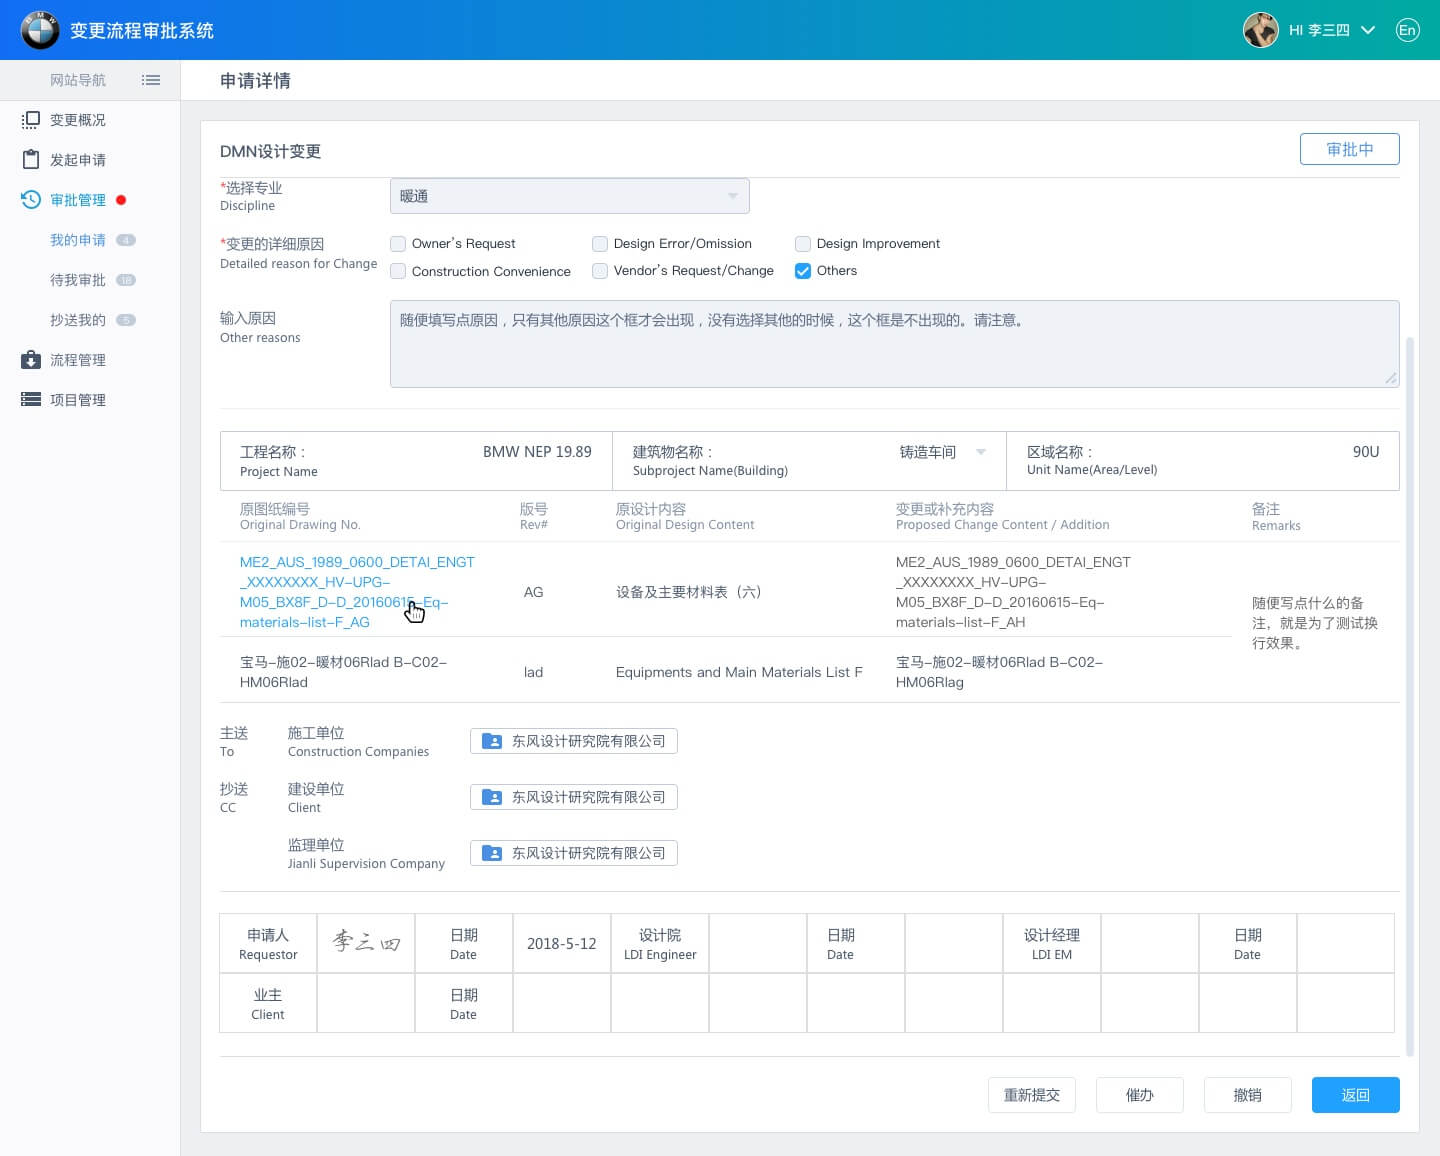 BMW
变更流程审批系统
HI 李三四
En
网站导航
申请详情
变更概况
发起申请
审批管理
我的申请 4
待我审批 18
抄送我的 5
流程管理
项目管理
DMN设计变更
审批中
*选择专业
Discipline
暖通
*变更的详细原因
Detailed reason for Change
Owner's Request
Design Error/Omission
Design Improvement
Construction Convenience
Vendor's Request/Change
Others
输入原因
Other reasons
随便填写点原因，只有其他原因这个框才会出现，没有选择其他的时候，这个框是不出现的。请注意。
工程名称：
Project Name
BMW NEP 19.89
建筑物名称：
Subproject Name(Building)
铸造车间
区域名称：
Unit Name(Area/Level)
90U
原图纸编号
Original Drawing No.
版号
Rev#
原设计内容
Original Design Content
变更或补充内容
Proposed Change Content / Addition
备注
Remarks
ME2_AUS_1989_0600_DETAI_ENGT
_XXXXXXXX_HV-UPG-
M05_BX8F_D-D_20160615-Eq-
materials-list-F_AG
AG
设备及主要材料表（六）
ME2_AUS_1989_0600_DETAI_ENGT
_XXXXXXXX_HV-UPG-
M05_BX8F_D-D_20160615-Eq-
materials-list-F_AH
随便写点什么的备
注，就是为了测试换
行效果。
宝马-施02-暖材06Rlad B-C02-
HM06Rlad
lad
Equipments and Main Materials List F
宝马-施02-暖材06Rlad B-C02-
HM06Rlag
主送
To
施工单位
Construction Companies
东风设计研究院有限公司
抄送
CC
建设单位
Client
东风设计研究院有限公司
监理单位
Jianli Supervision Company
东风设计研究院有限公司
申请人
Requestor
李三四
日期
Date
2018-5-12
设计院
LDI Engineer
日期
Date
设计经理
LDI EM
日期
Date
业主
Client
日期
Date
重新提交
催办
撤销
返回